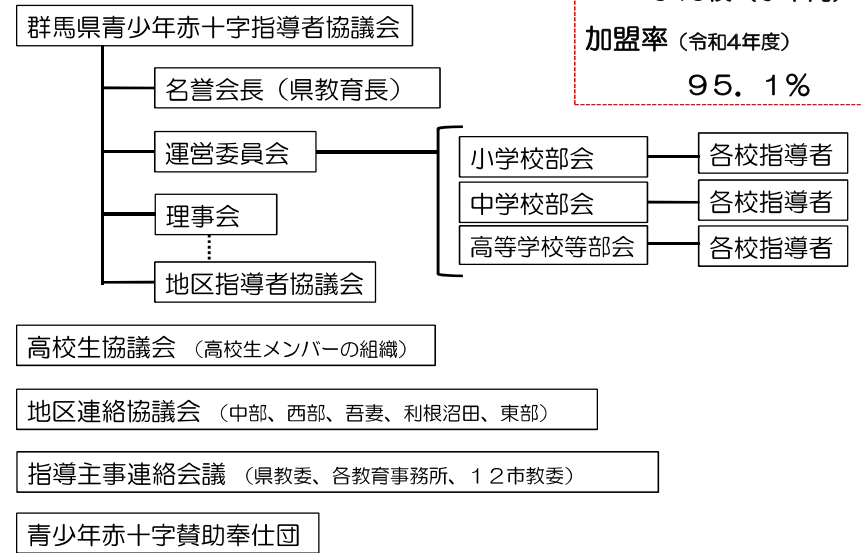 群馬県青少年赤十字指導者協議会
加盟率（令和4年度）
95．1％
名誉会長（県教育長）
運営委員会
小学校部会
各校指導者
中学校部会
各校指導者
高等学校等部会
各校指導者
理事会
地区指導者協議会
高校生協議会 （高校生メンバーの組織）
地区連絡協議会 （中部、西部、吾妻、利根沼田、東部）
指導主事連絡会議 （県教委、各教育事務所、１２市教委）
青少年赤十字賛助奉仕団